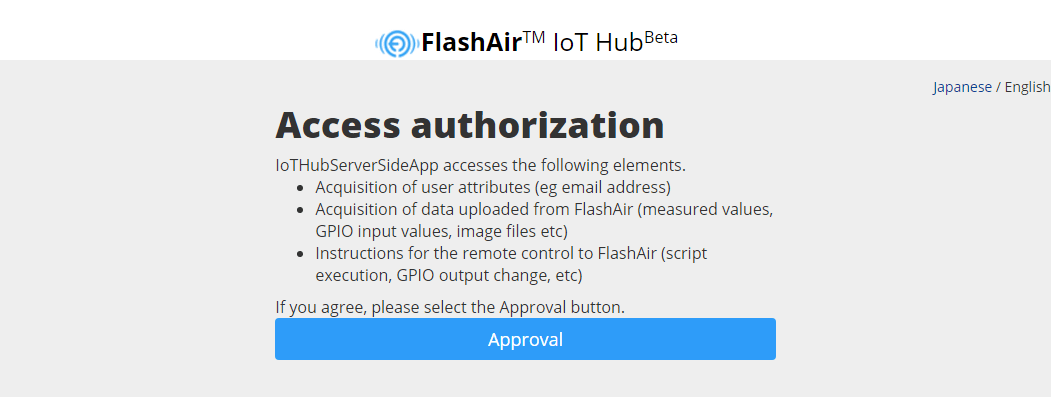 FlashAir™ IoT Hub Beta
Japanese / English
Access authorization
IoTHubServerSideApp accesses the following elements.
• Acquisition of user attributes (eg email address)
• Acquisition of data uploaded from FlashAir (measured values,
GPIO input values, image files etc)
• Instructions for the remote control to FlashAir (script
execution, GPIO output change, etc)
If you agree, please select the Approval button.
Approval